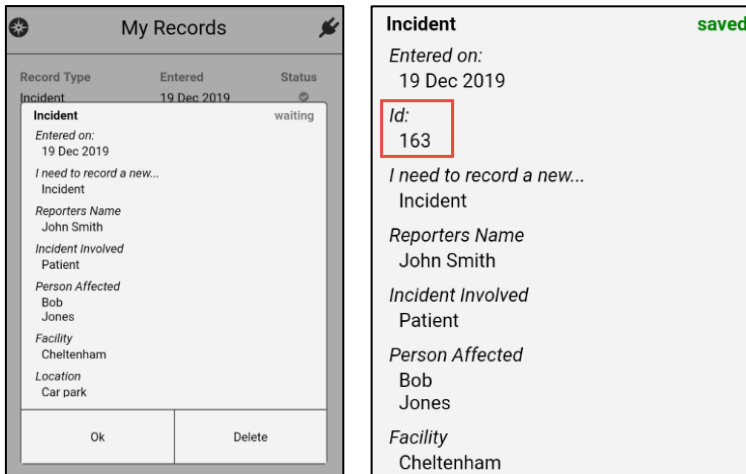 My Records
Record Type Entered Status
Incident 19 Dec 2019
Incident waiting
Entered on:
19 Dec 2019
I need to record a new...
Incident
Reporters Name
John Smith
Incident Involved
Patient
Person Affected
Bob
Jones
Facility
Cheltenham
Location
Car park
Ok Delete
Incident saved
Entered on:
19 Dec 2019
Id:
163
I need to record a new...
Incident
Reporters Name
John Smith
Incident Involved
Patient
Person Affected
Bob
Jones
Facility
Cheltenham